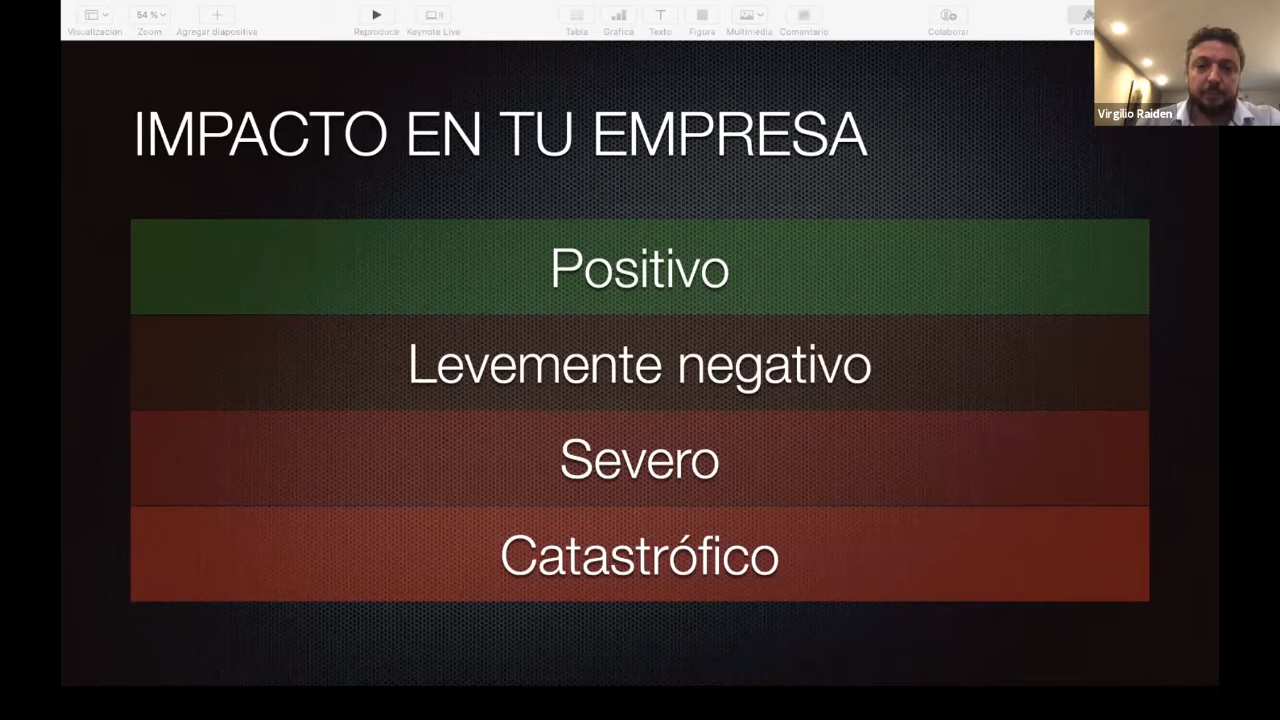 54 %
Visualización
Zoom
Agregar diapositiva
Reproducir
Keynote Live
Tabla
Gráfica
Texto
Figura
Multimedia
Comentario
Colaborar
Virgilio Raiden
IMPACTO EN TU EMPRESA
Positivo
Levemente negativo
Severo
Catastrófico